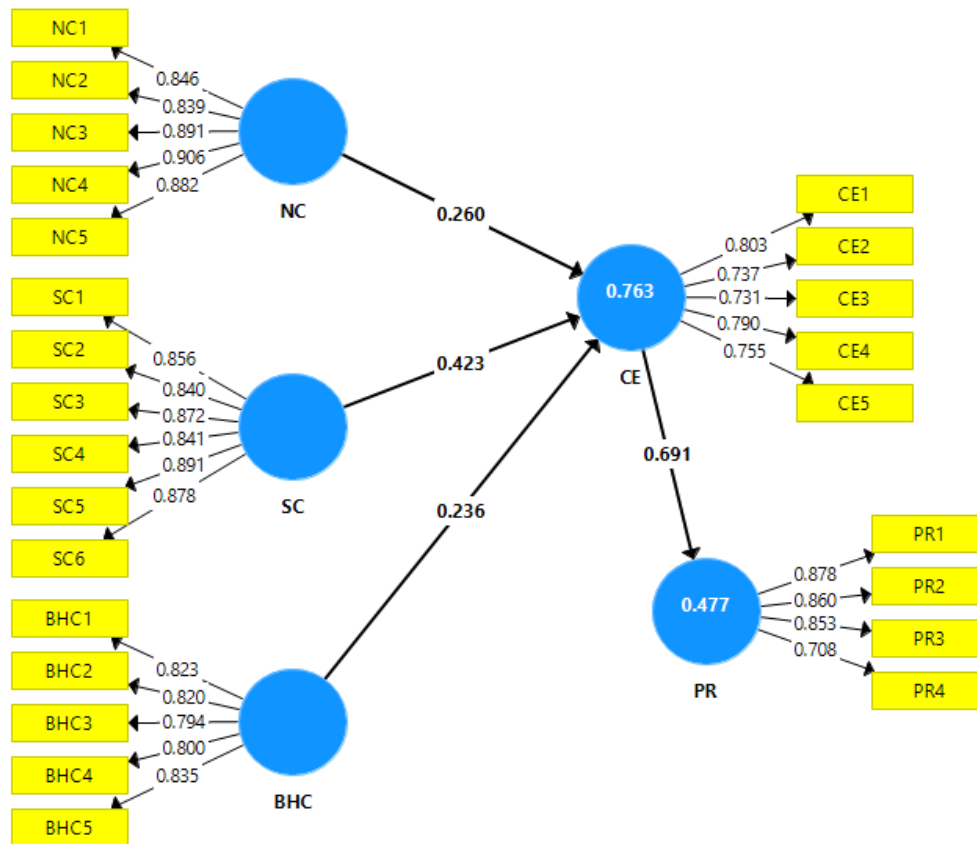 NC1
NC2
NC3
NC4
NC5
0.846
0.839
0.891
0.906
0.882
NC
SC1
SC2
SC3
SC4
SC5
SC6
0.856
0.840
0.872
0.841
0.891
0.878
SC
BHC1
BHC2
BHC3
BHC4
BHC5
0.823
0.820
0.794
0.800
0.835
BHC
0.260
0.423
0.236
0.763
CE
0.803
0.737
0.731
0.790
0.755
CE1
CE2
CE3
CE4
CE5
0.691
0.477
PR
0.878
0.860
0.853
0.708
PR1
PR2
PR3
PR4